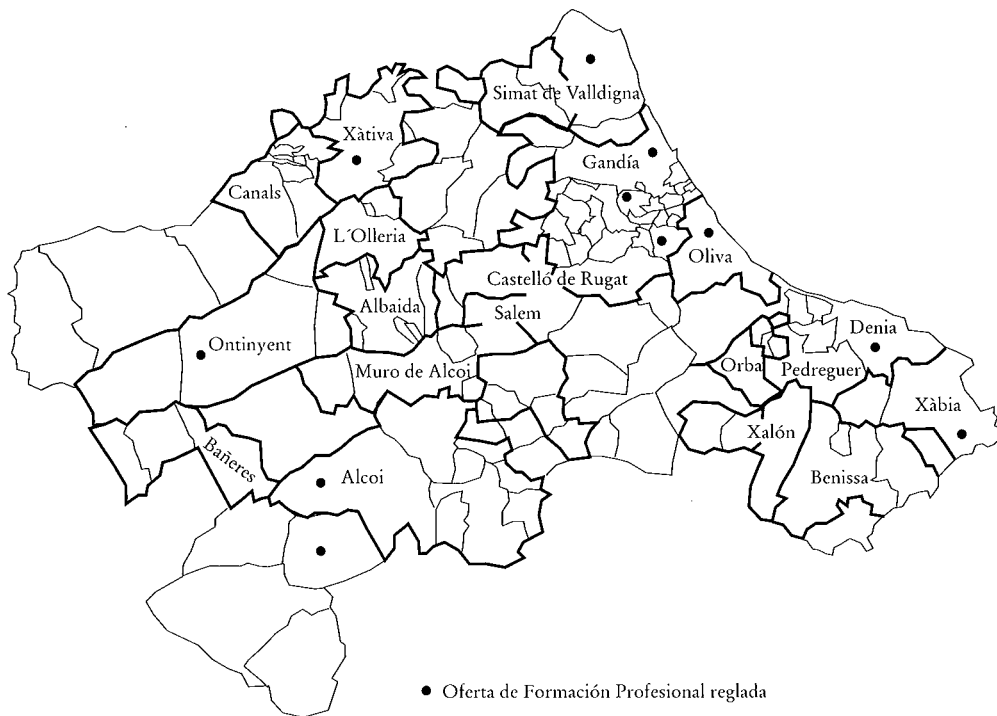 Simat de Valldigna
Xàtiva
Gandía
Canals
L´Olleria
Oliva
Castelló de Rugat
Albaida
Salem
Denia
Ontinyent
Orba
Pedreguer
Muro de Alcoi
Xàbia
Xalón
Bañeres
Alcoi
Benissa
Oferta de Formación Profesional reglada